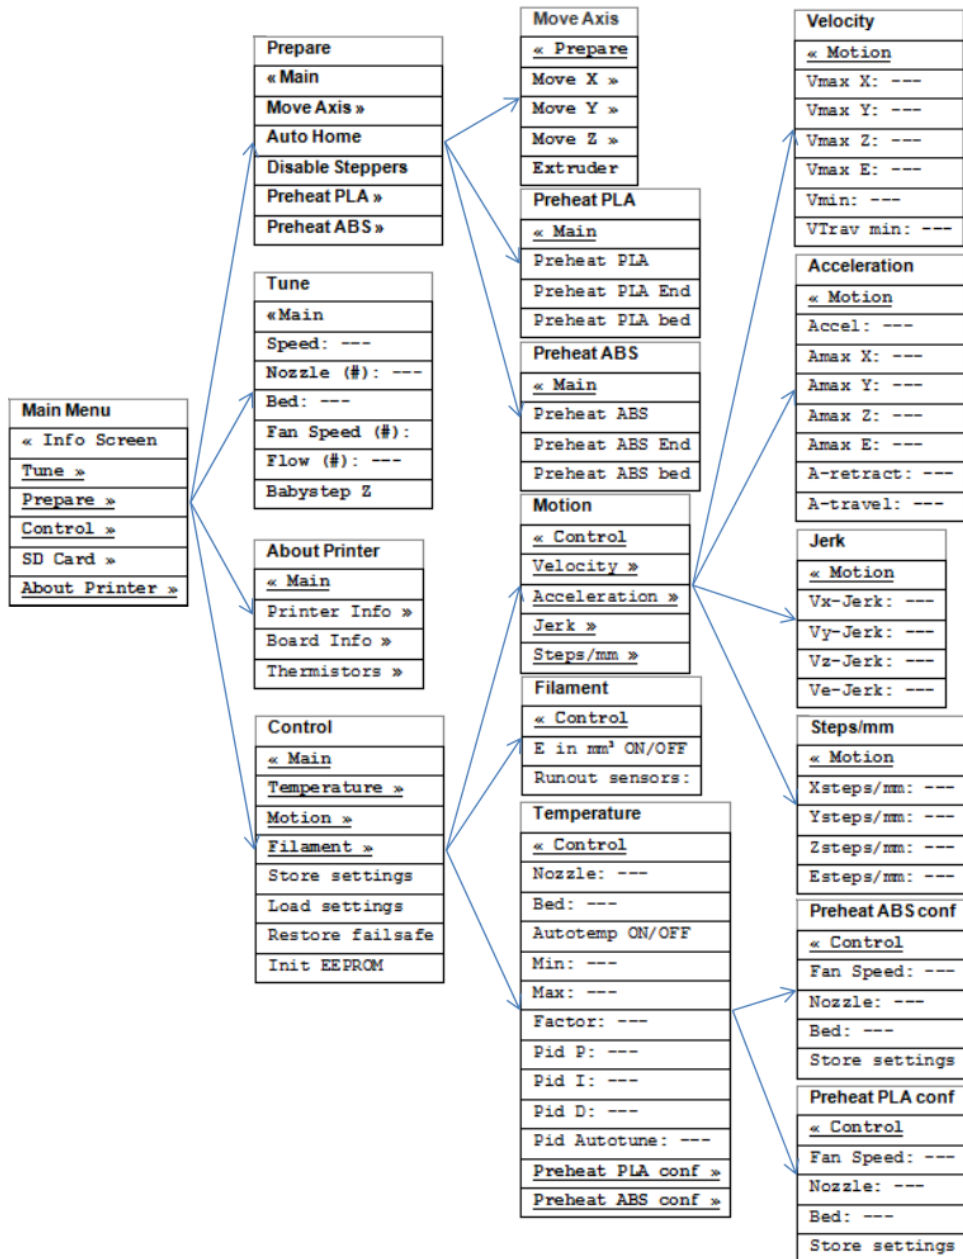 Main Menu
« Info Screen
Tune »
Prepare »
Control »
SD Card »
About Printer »
Prepare
« Main
Move Axis »
Auto Home
Disable Steppers
Preheat PLA »
Preheat ABS »
Tune
«Main
Speed: ---
Nozzle (#): ---
Bed: ---
Fan Speed (#):
Flow (#): ---
Babystep Z
About Printer
« Main
Printer Info »
Board Info »
Thermistors »
Control
« Main
Temperature »
Motion »
Filament »
Store settings
Load settings
Restore failsafe
Init EEPROM
Move Axis
« Prepare
Move X »
Move Y »
Move Z »
Extruder
Preheat PLA
« Main
Preheat PLA
Preheat PLA End
Preheat PLA bed
Preheat ABS
« Main
Preheat ABS
Preheat ABS End
Preheat ABS bed
Motion
« Control
Velocity »
Acceleration »
Jerk »
Steps/mm »
Filament
« Control
E in mm³ ON/OFF
Runout sensors:
Temperature
« Control
Nozzle: ---
Bed: ---
Autotemp ON/OFF
Min: ---
Max: ---
Factor: ---
Pid P: ---
Pid I: ---
Pid D: ---
Pid Autotune: ---
Preheat PLA conf »
Preheat ABS conf »
Velocity
« Motion
Vmax X: ---
Vmax Y: ---
Vmax Z: ---
Vmax E: ---
Vmin: ---
VTrav min: ---
Acceleration
« Motion
Accel: ---
Amax X: ---
Amax Y: ---
Amax Z: ---
Amax E: ---
A-retract: ---
A-travel: ---
Jerk
« Motion
Vx-Jerk: ---
Vy-Jerk: ---
Vz-Jerk: ---
Ve-Jerk: ---
Steps/mm
« Motion
Xsteps/mm: ---
Ysteps/mm: ---
Zsteps/mm: ---
Esteps/mm: ---
Preheat ABS conf
« Control
Fan Speed: ---
Nozzle: ---
Bed: ---
Store settings
Preheat PLA conf
« Control
Fan Speed: ---
Nozzle: ---
Bed: ---
Store settings